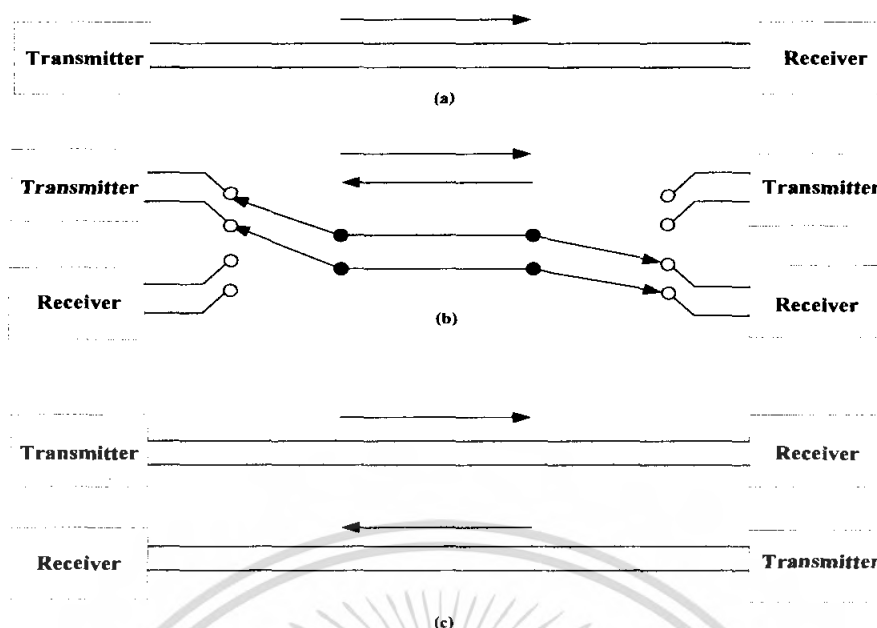 Transmitter Receiver
(a)
Transmitter Transmitter
Receiver Receiver
(b)
Transmitter Receiver
Receiver Transmitter
(c)